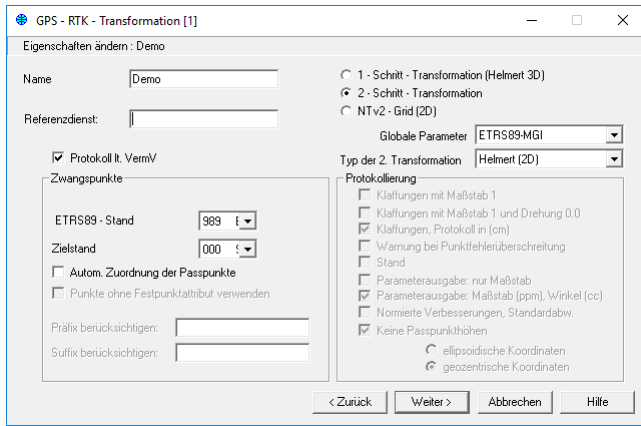 GPS - RTK - Transformation [1]
Eigenschaften ändern : Demo
Name
Demo
Referenzdienst:
Protokoll lt. VermV
Zwangspunkte
ETRS89 - Stand
989
Zielstand
000
Autom. Zuordnung der Passpunkte
Punkte ohne Festpunktattribut verwenden
Präfix berücksichtigen:
Suffix berücksichtigen:
1 - Schritt - Transformation (Helmert 3D)
2 - Schritt - Transformation
NTv2 - Grid (2D)
Globale Parameter
ETRS89-MGI
Typ der 2. Transformation
Helmert (2D)
Protokollierung
Klaffungen mit Maßstab 1
Klaffungen mit Maßstab 1 und Drehung 0.0
Klaffungen, Protokoll in (cm)
Warnung bei Punktfehlerüberschreitung
Stand
Parameterausgabe: nur Maßstab
Parameterausgabe: Maßstab (ppm), Winkel (cc)
Normierte Verbesserungen, Standardabw.
Keine Passpunkthöhen
ellipsoidische Koordinaten
geozentrische Koordinaten
< Zurück
Weiter >
Abbrechen
Hilfe